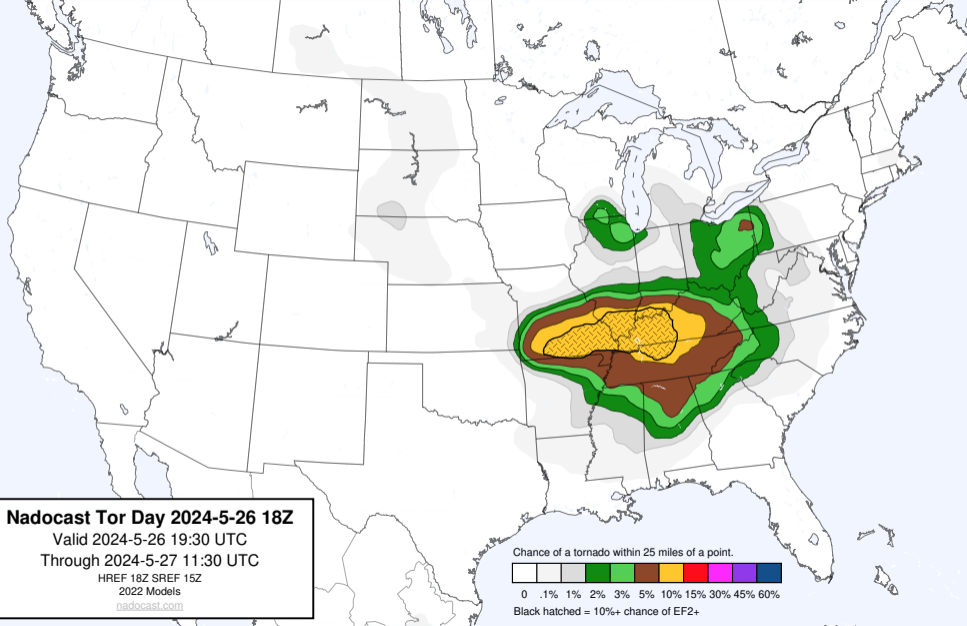 Nadocast Tor Day 2024-5-26 18Z
Valid 2024-5-26 19:30 UTC
Through 2024-5-27 11:30 UTC
HREF 18Z SREF 15Z
2022 Models
nadocast.com
Chance of a tornado within 25 miles of a point.
0 .1% 1% 2% 3% 5% 10% 15% 30% 45% 60%
Black hatched = 10%+ chance of EF2+